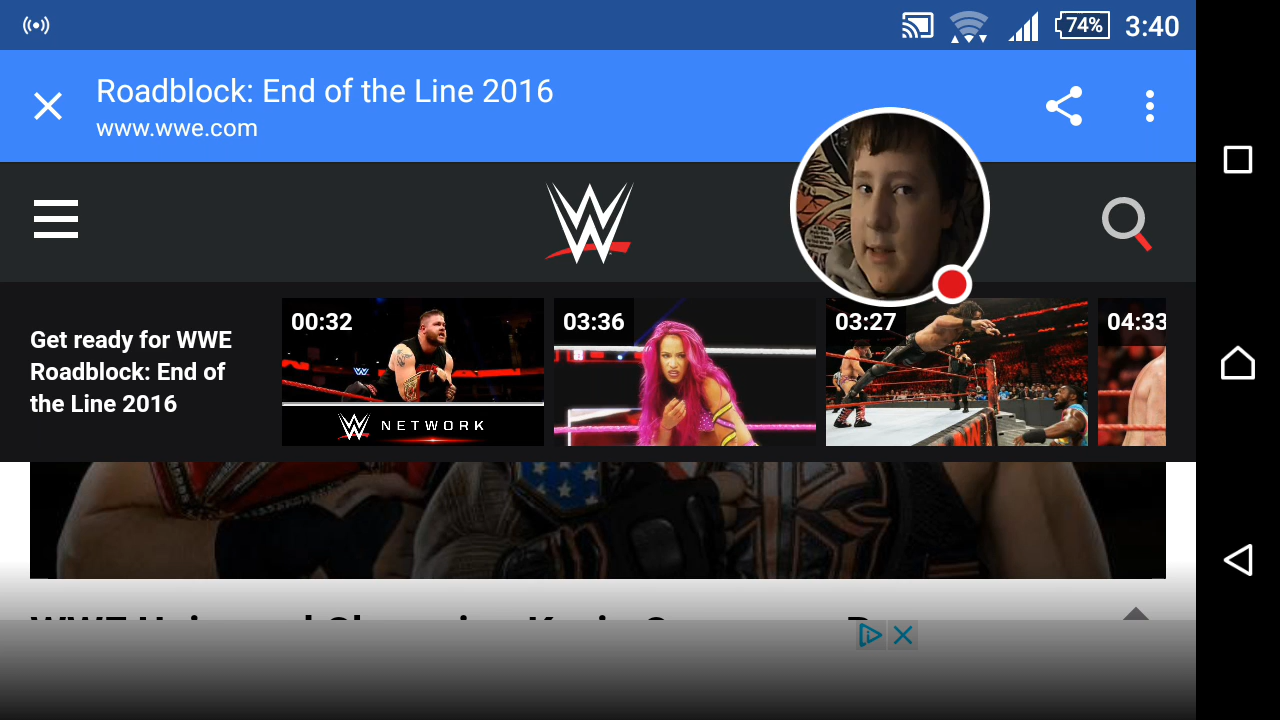 74% 3:40
Roadblock: End of the Line 2016
www.wwe.com
W
Get ready for WWE
Roadblock: End of
the Line 2016
00:32
W NETWORK
03:36
03:27
04:33